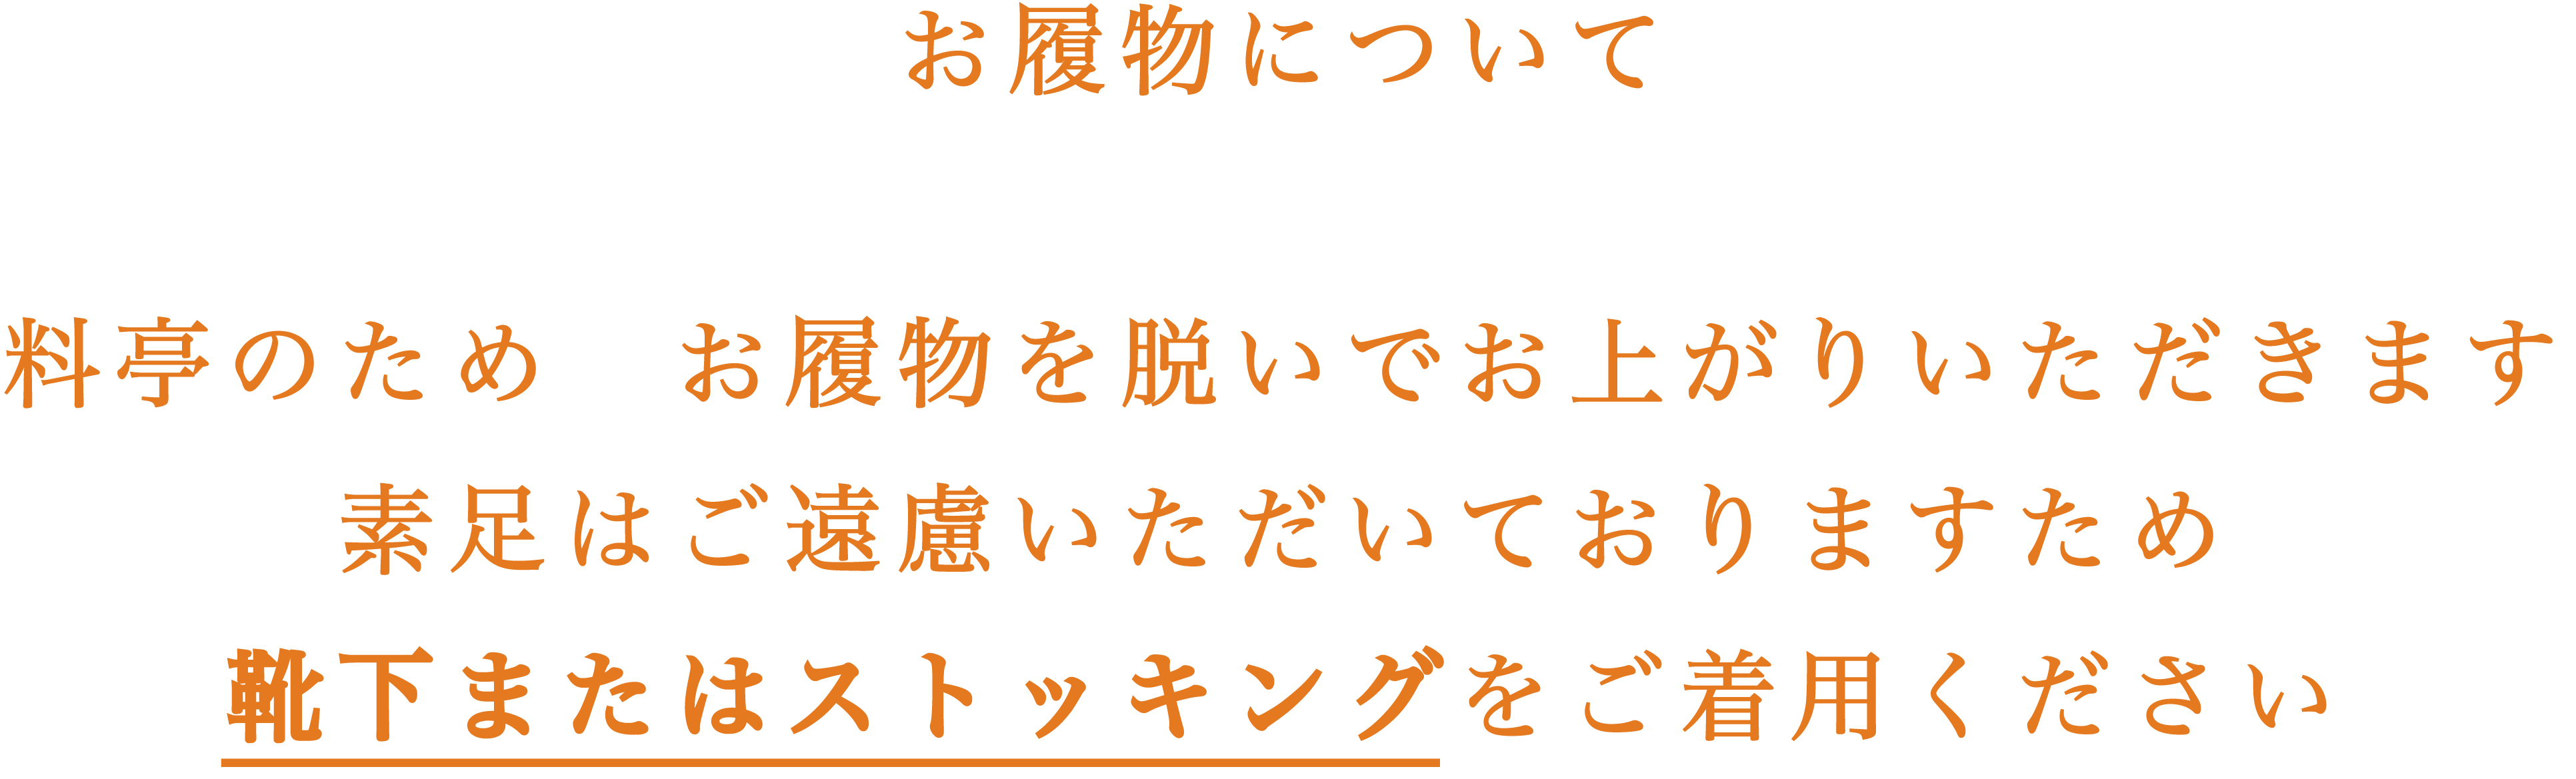 お履物について
料亭のため　お履物を脱いでお上がりいただきます
素足はご遠慮いただいておりますため
靴下またはストッキングをご着用ください